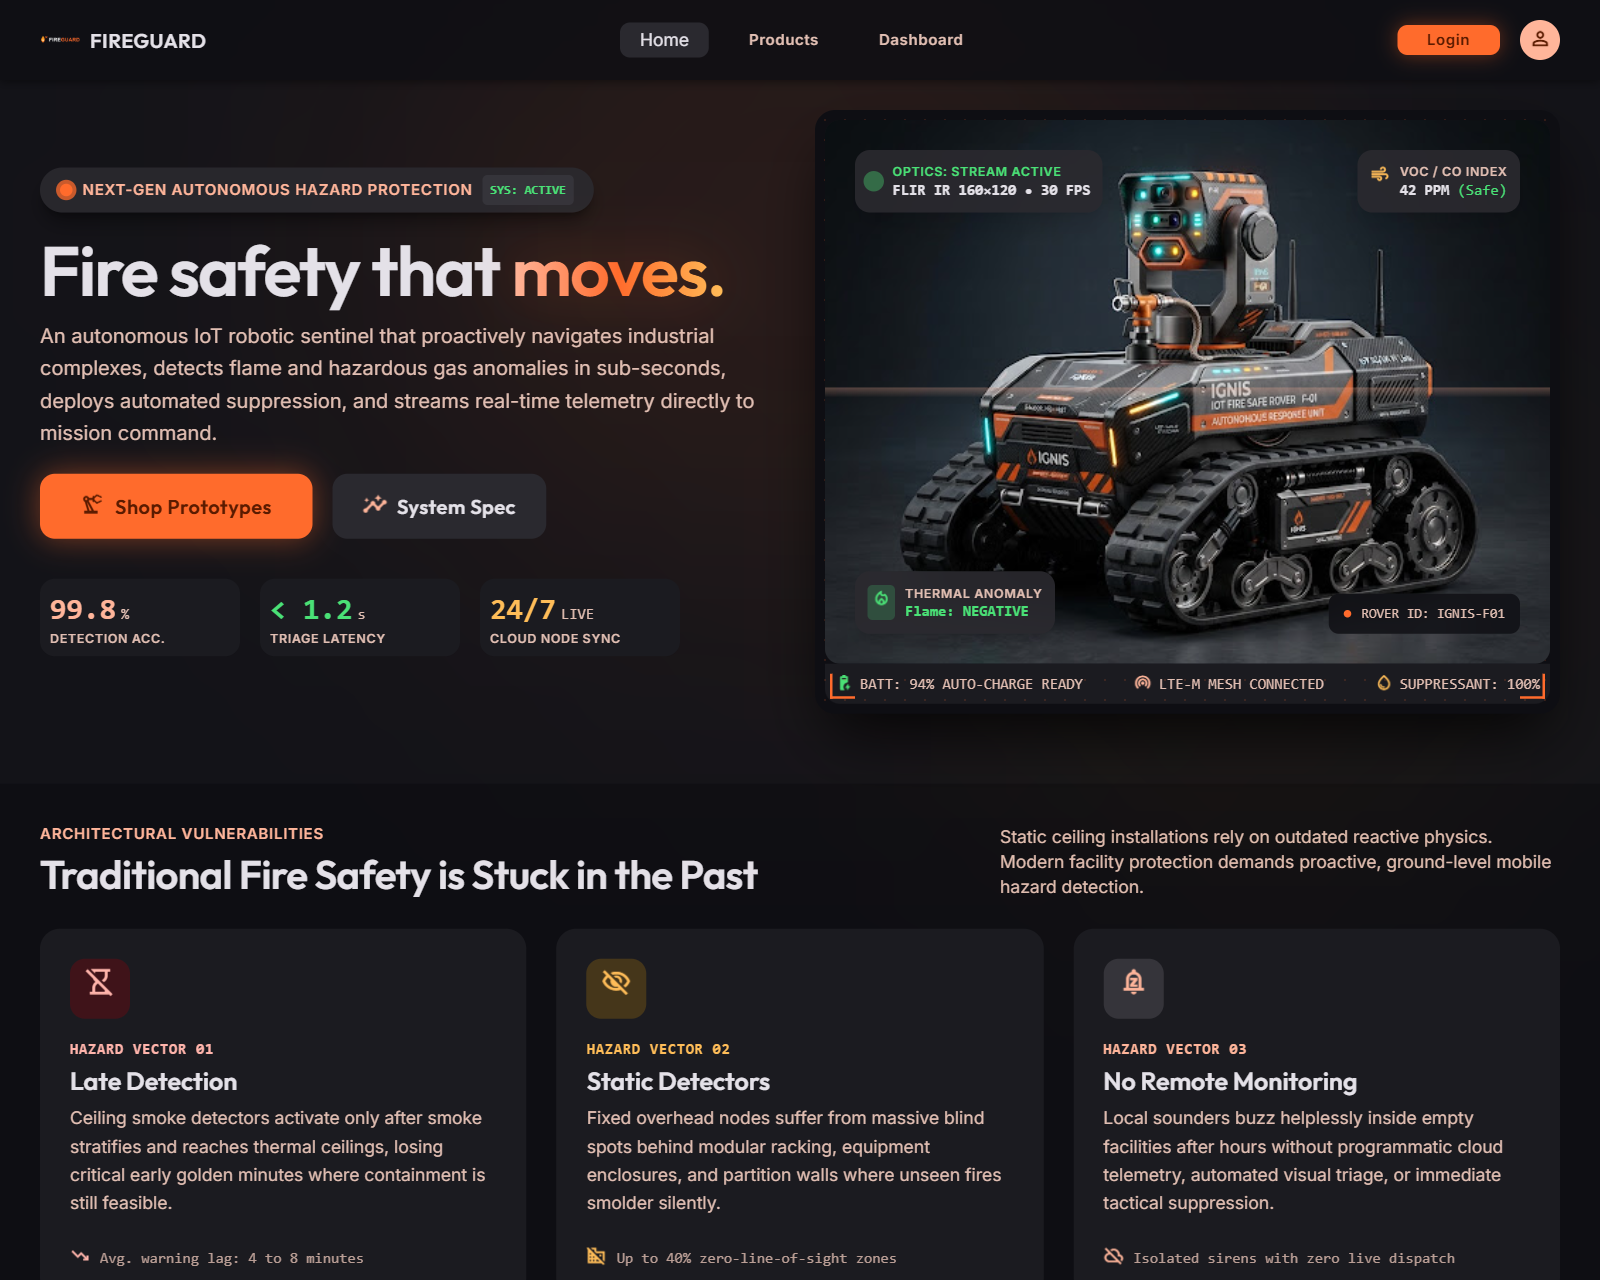 FIREGUARD
FIREGUARD
Home
Products
Dashboard
Login
NEXT-GEN AUTONOMOUS HAZARD PROTECTION
SYS: ACTIVE
Fire safety that moves.
An autonomous IoT robotic sentinel that proactively navigates industrial
complexes, detects flame and hazardous gas anomalies in sub-seconds,
deploys automated suppression, and streams real-time telemetry directly to
mission command.
Shop Prototypes
System Spec
99.8 %
DETECTION ACC.
< 1.2 s
TRIAGE LATENCY
24/7 LIVE
CLOUD NODE SYNC
OPTICS: STREAM ACTIVE
FLIR IR 160×120 • 30 FPS
VOC / CO INDEX
42 PPM (Safe)
IGNIS
IOT FIRE SAFE ROVER F-01
AUTONOMOUS RESPONCE UNIT
IGNIS
IGNIS
THERMAL ANOMALY
Flame: NEGATIVE
ROVER ID: IGNIS-F01
BATT: 94% AUTO-CHARGE READY
LTE-M MESH CONNECTED
SUPPRESSANT: 100%
ARCHITECTURAL VULNERABILITIES
Traditional Fire Safety is Stuck in the Past
Static ceiling installations rely on outdated reactive physics.
Modern facility protection demands proactive, ground-level mobile
hazard detection.
HAZARD VECTOR 01
Late Detection
Ceiling smoke detectors activate only after smoke
stratifies and reaches thermal ceilings, losing
critical early golden minutes where containment is
still feasible.
Avg. warning lag: 4 to 8 minutes
HAZARD VECTOR 02
Static Detectors
Fixed overhead nodes suffer from massive blind
spots behind modular racking, equipment
enclosures, and partition walls where unseen fires
smolder silently.
Up to 40% zero-line-of-sight zones
HAZARD VECTOR 03
No Remote Monitoring
Local sounders buzz helplessly inside empty
facilities after hours without programmatic cloud
telemetry, automated visual triage, or immediate
tactical suppression.
Isolated sirens with zero live dispatch